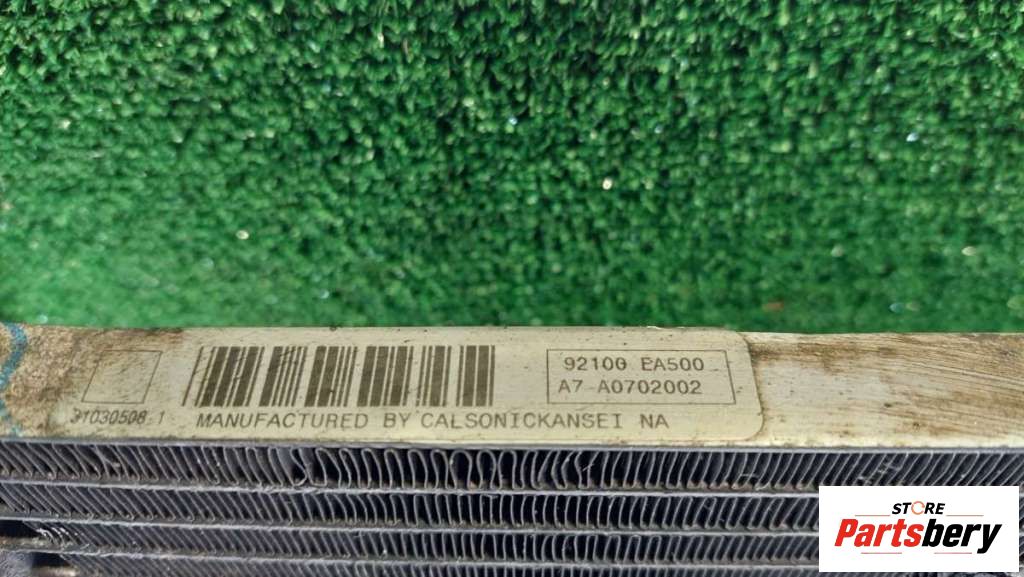 92100 EA500
A7-A0702002
31030508-1
MANUFACTURED BY CALSONICKANSEI NA
STORE
Partsbery